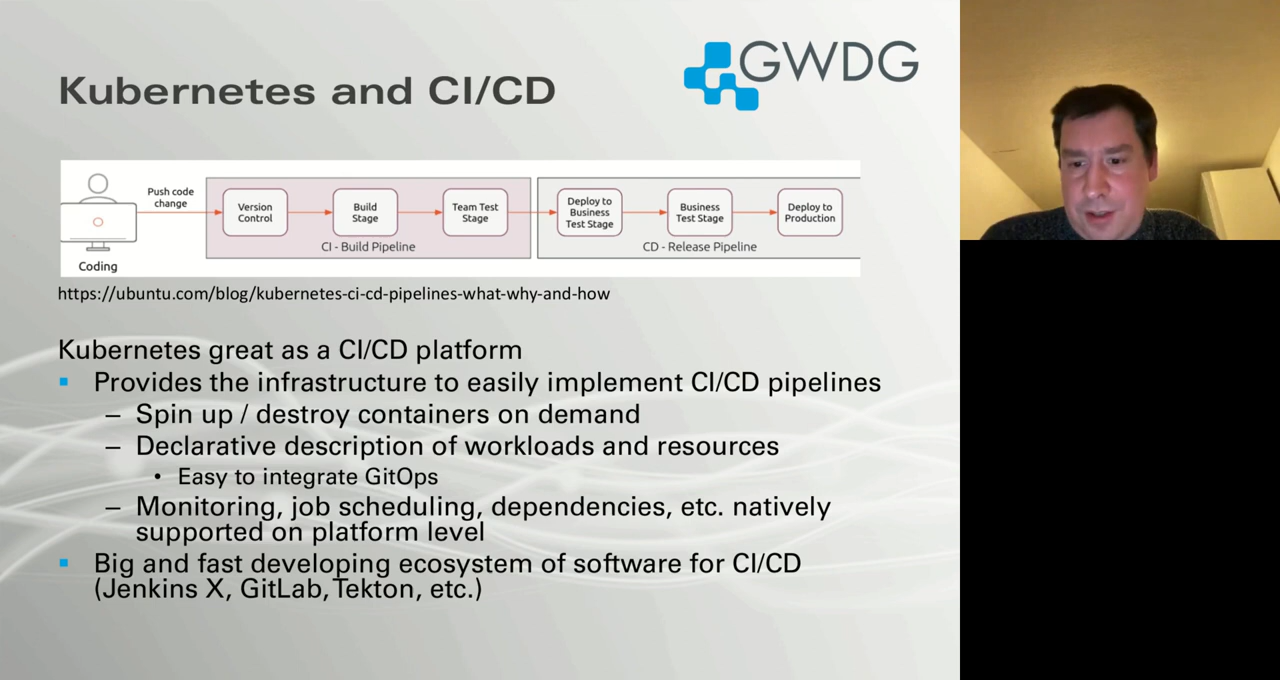 GWDG
Kubernetes and CI/CD
Push code
change
Coding
Version
Control
Build
Stage
Team Test
Stage
CI - Build Pipeline
Deploy to
Business
Test Stage
Business
Test Stage
Deploy to
Production
CD - Release Pipeline
https://ubuntu.com/blog/kubernetes-ci-cd-pipelines-what-why-and-how
Kubernetes great as a CI/CD platform
▪ Provides the infrastructure to easily implement CI/CD pipelines
– Spin up / destroy containers on demand
– Declarative description of workloads and resources
• Easy to integrate GitOps
– Monitoring, job scheduling, dependencies, etc. natively
supported on platform level
▪ Big and fast developing ecosystem of software for CI/CD
(Jenkins X, GitLab, Tekton, etc.)